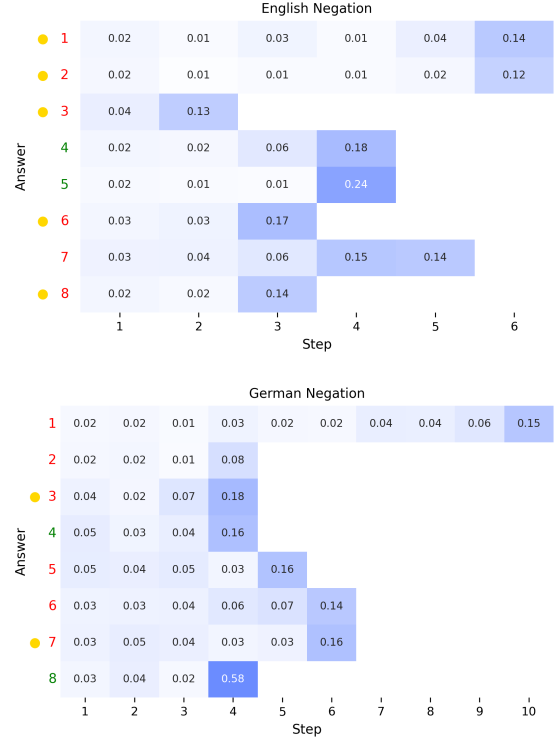 English Negation
1 0.02 0.01 0.03 0.01 0.04 0.14
2 0.02 0.01 0.01 0.01 0.02 0.12
3 0.04 0.13
4 0.02 0.02 0.06 0.18
5 0.02 0.01 0.01 0.24
6 0.03 0.03 0.17
7 0.03 0.04 0.06 0.15 0.14
8 0.02 0.02 0.14
Answer
1 2 3 4 5 6
Step
German Negation
1 0.02 0.02 0.01 0.03 0.02 0.02 0.04 0.04 0.06 0.15
2 0.02 0.02 0.01 0.08
3 0.04 0.02 0.07 0.18
4 0.05 0.03 0.04 0.16
5 0.05 0.04 0.05 0.03 0.16
6 0.03 0.03 0.04 0.06 0.07 0.14
7 0.03 0.05 0.04 0.03 0.03 0.16
8 0.03 0.04 0.02 0.58
Answer
1 2 3 4 5 6 7 8 9 10
Step